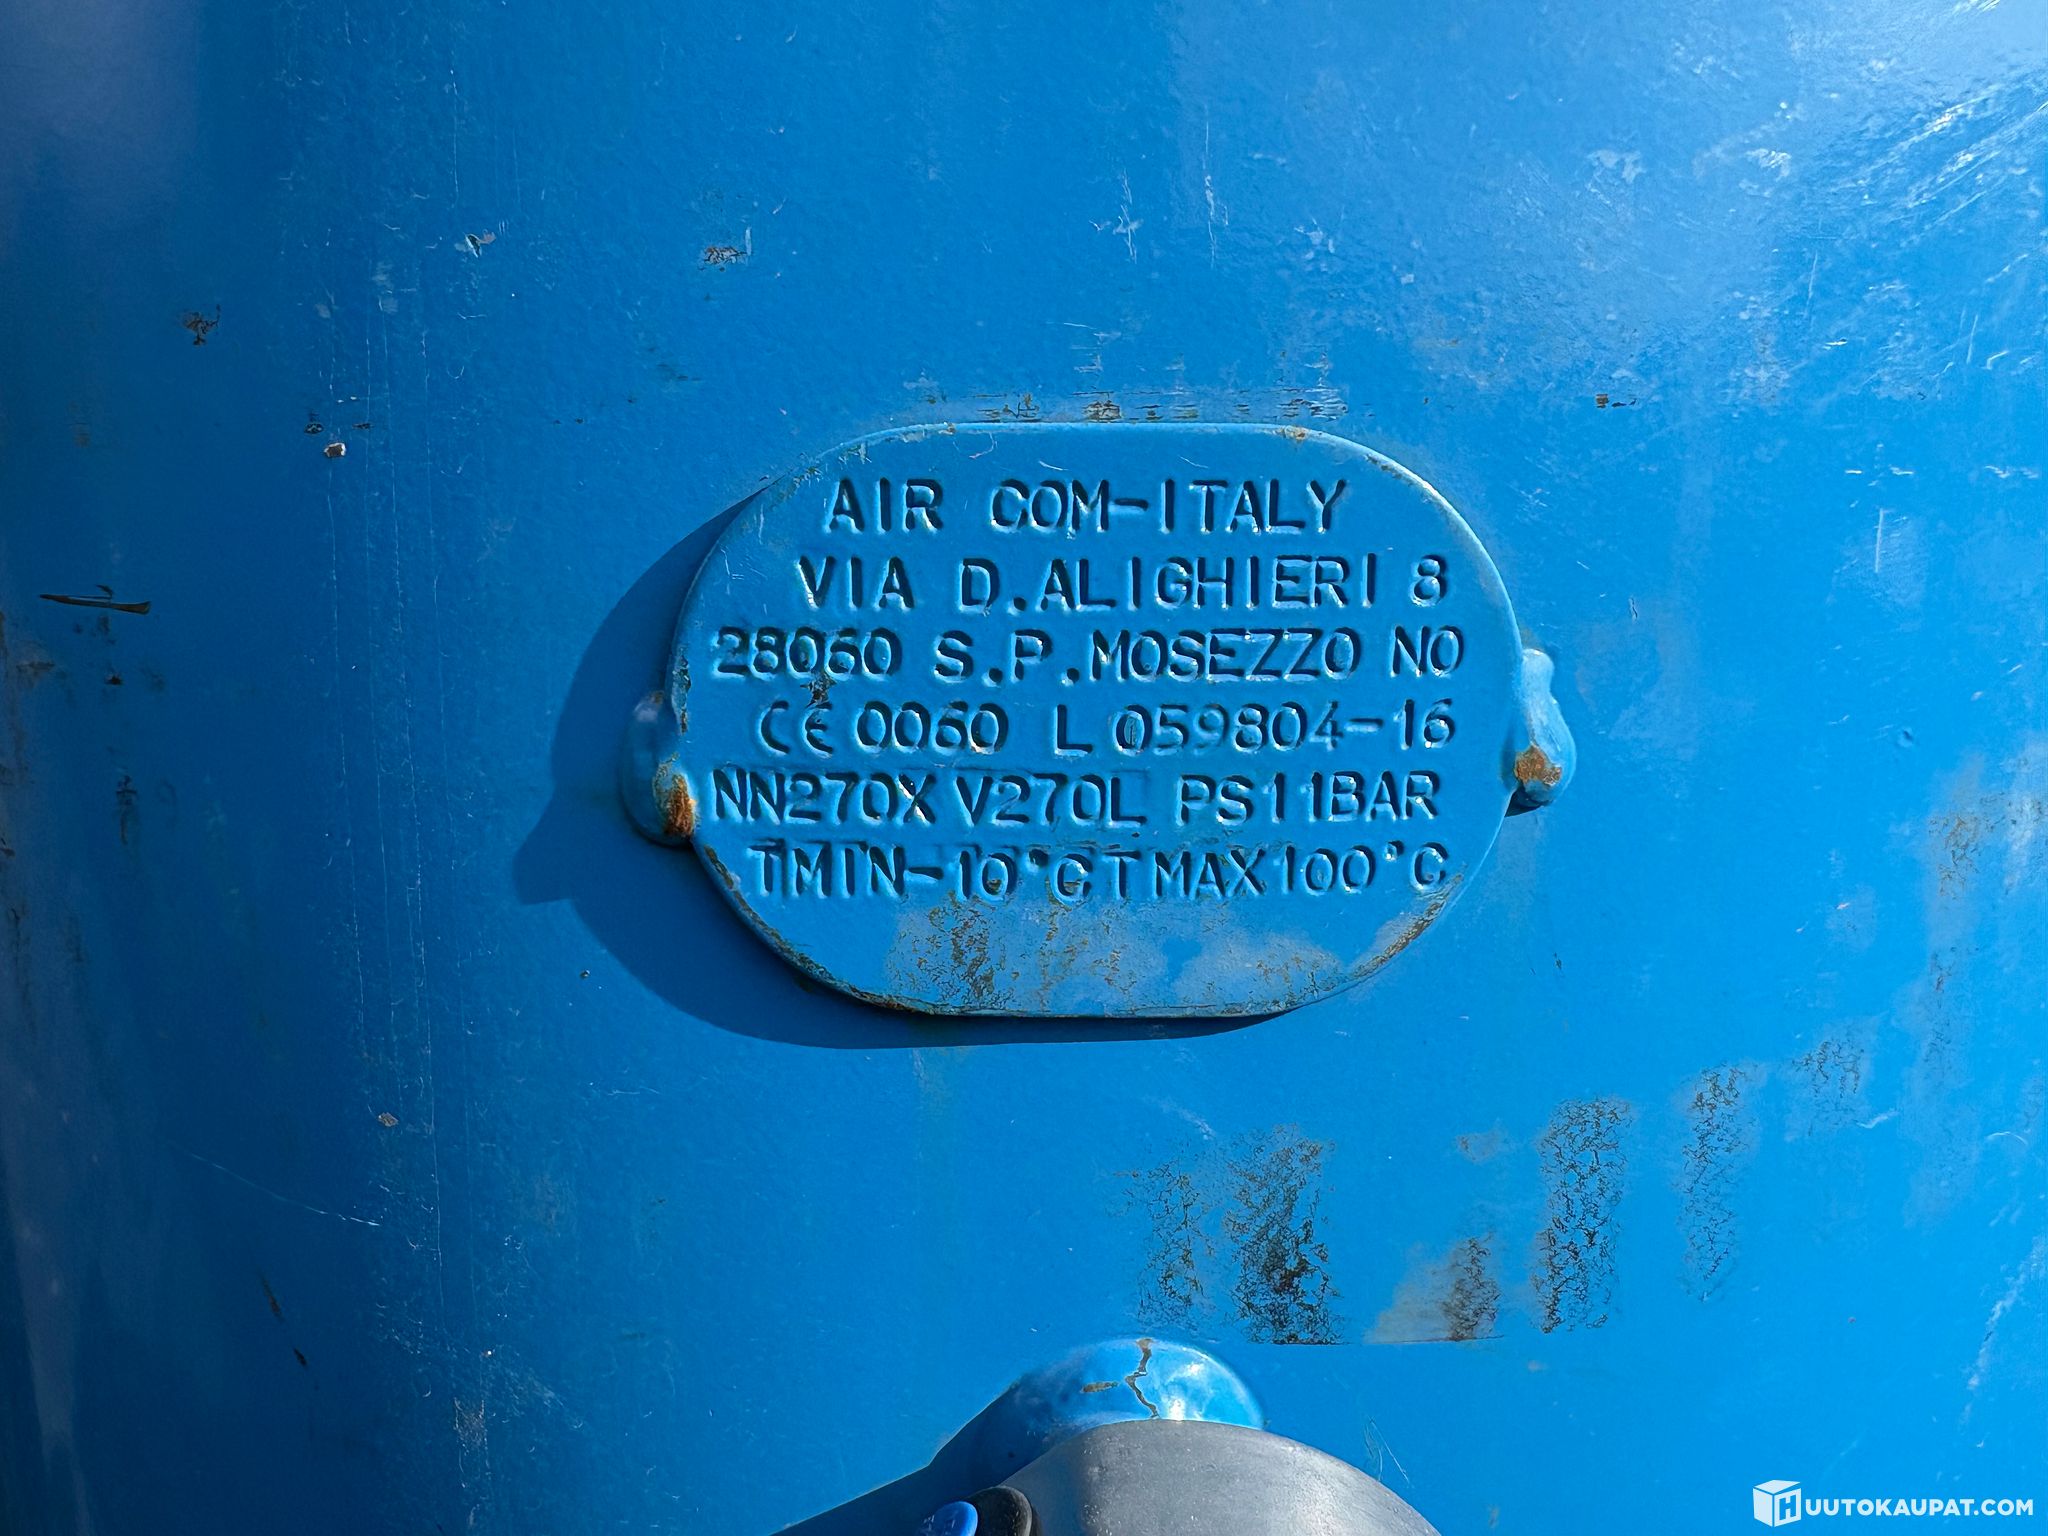 AIR COM-ITALY
VIA D.ALIGHIERI 8
28060 S.P.MOSEZZO NO
CE 0060 L 059804-16
NN270X V270L PS11BAR
TMIN-10°C TMAX100°C
HUUTOKAUPAT.COM